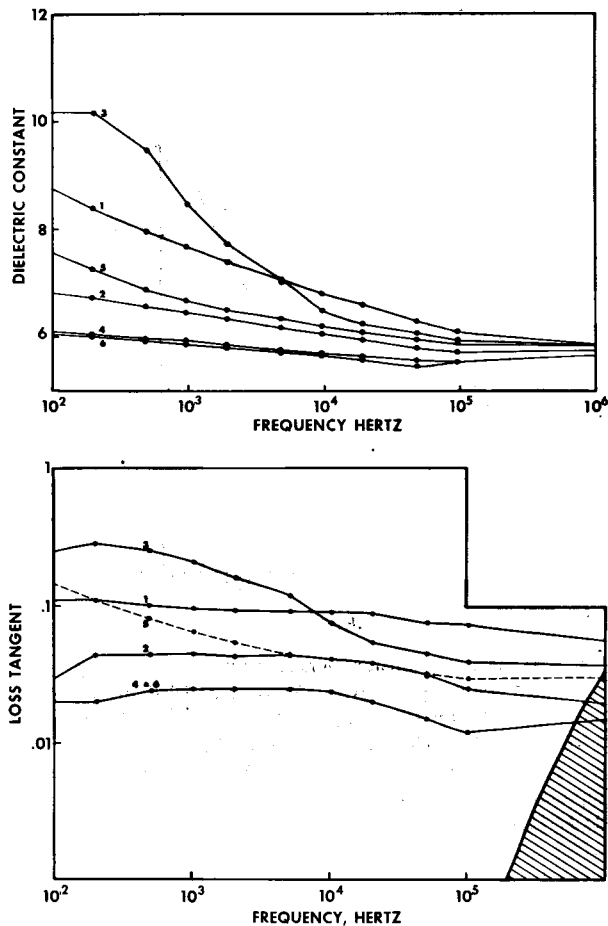 12
10
8
6
DIELECTRIC CONSTANT
3
1
5
2
4
6
10² 10³ 10⁴ 10⁵ 10⁶
FREQUENCY HERTZ
1
.1
.01
LOSS TANGENT
3
1
5
2
4 & 6
10² 10³ 10⁴ 10⁵
FREQUENCY, HERTZ